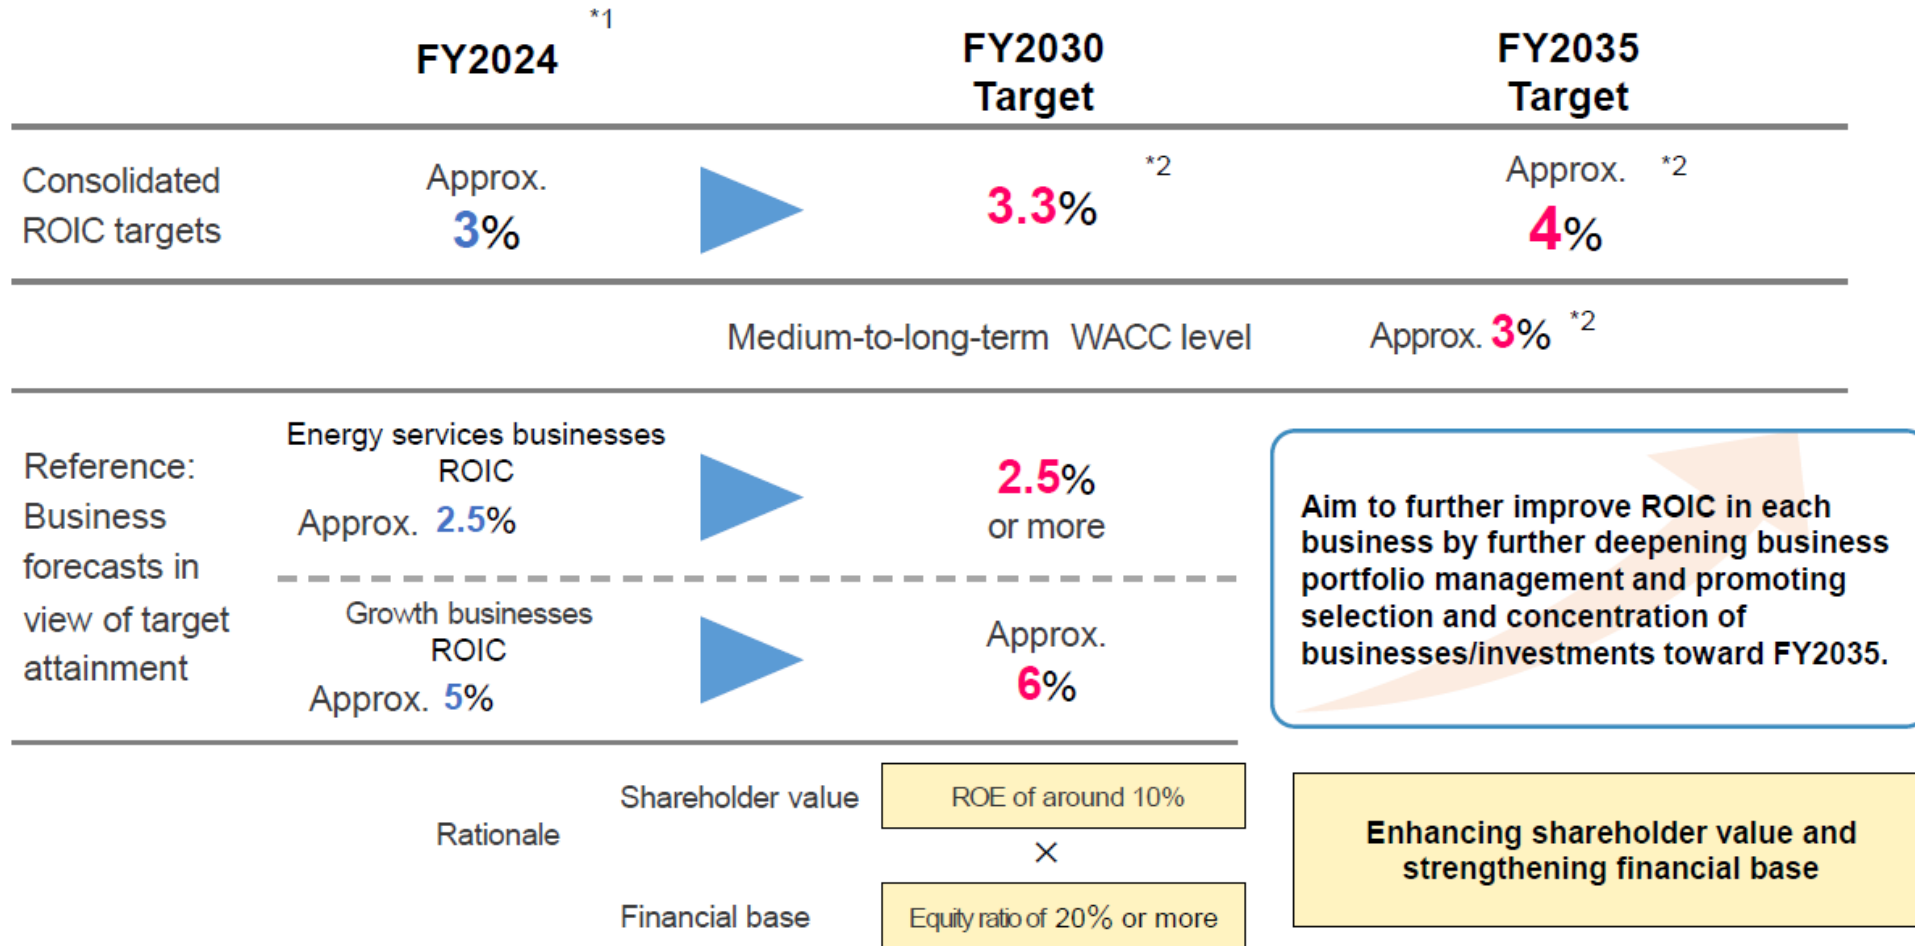 *1
FY2024
FY2030
Target
FY2035
Target
Consolidated
ROIC targets
Approx.
3%
*2
3.3%
Approx. *2
4%
Medium-to-long-term WACC level
Approx. 3% *2
Reference:
Business
forecasts in
view of target
attainment
Energy services businesses
ROIC
Approx. 2.5%
2.5%
or more
Growth businesses
ROIC
Approx. 5%
Approx.
6%
Aim to further improve ROIC in each
business by further deepening business
portfolio management and promoting
selection and concentration of
businesses/investments toward FY2035.
Rationale
Shareholder value
ROE of around 10%
×
Financial base
Equity ratio of 20% or more
Enhancing shareholder value and
strengthening financial base